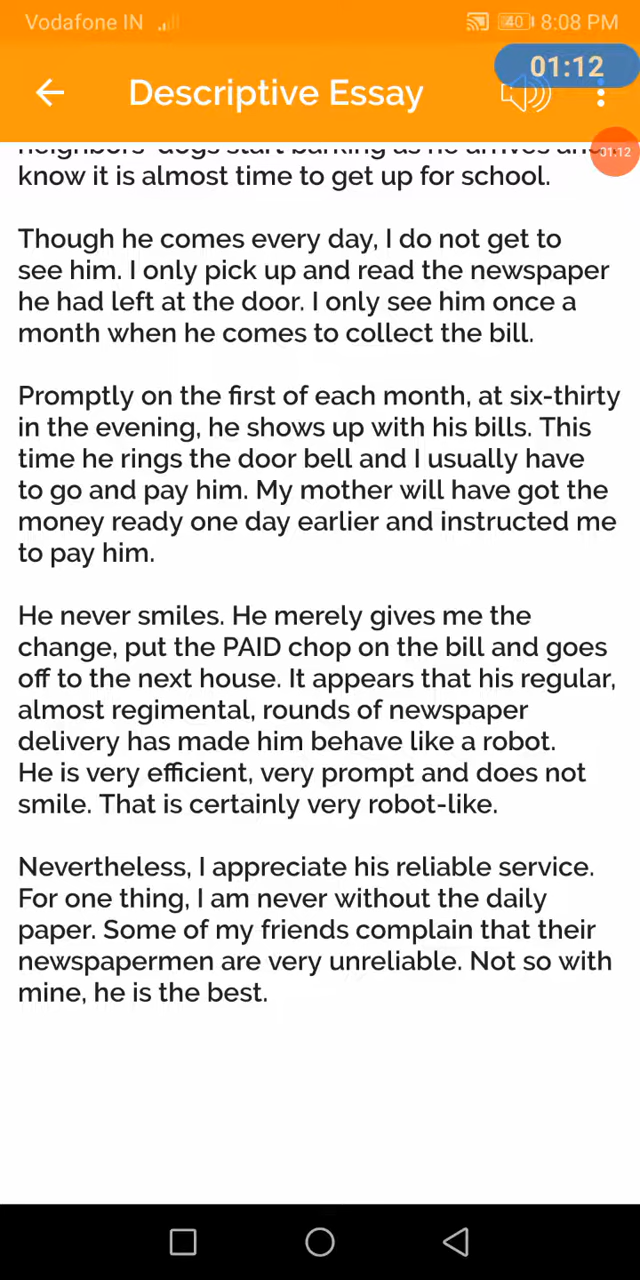 Vodafone IN
40 8:08 PM
01:12
Descriptive Essay
01:12
know it is almost time to get up for school.
Though he comes every day, I do not get to
see him. I only pick up and read the newspaper
he had left at the door. I only see him once a
month when he comes to collect the bill.
Promptly on the first of each month, at six-thirty
in the evening, he shows up with his bills. This
time he rings the door bell and I usually have
to go and pay him. My mother will have got the
money ready one day earlier and instructed me
to pay him.
He never smiles. He merely gives me the
change, put the PAID chop on the bill and goes
off to the next house. It appears that his regular,
almost regimental, rounds of newspaper
delivery has made him behave like a robot.
He is very efficient, very prompt and does not
smile. That is certainly very robot-like.
Nevertheless, I appreciate his reliable service.
For one thing, I am never without the daily
paper. Some of my friends complain that their
newspapermen are very unreliable. Not so with
mine, he is the best.